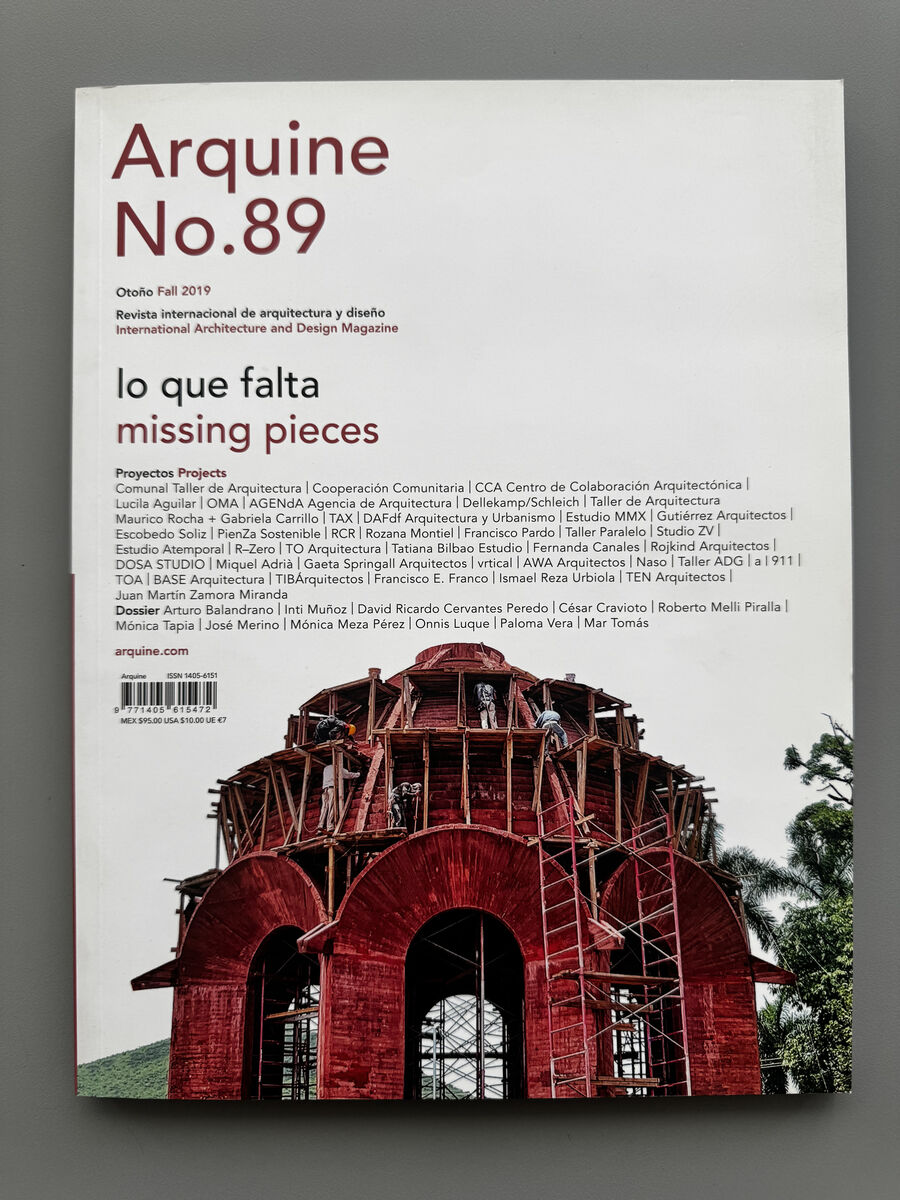 Arquine
No.89
Otoño Fall 2019
Revista internacional de arquitectura y diseño
International Architecture and Design Magazine
lo que falta
missing pieces
Proyectos Projects
Comunal Taller de Arquitectura | Cooperación Comunitaria | CCA Centro de Colaboración Arquitectónica |
Lucila Aguilar | OMA | AGENdA Agencia de Arquitectura | Dellekamp/Schleich | Taller de Arquitectura
Maurico Rocha + Gabriela Carrillo | TAX | DAFdf Arquitectura y Urbanismo | Estudio MMX | Gutiérrez Arquitectos |
Escobedo Soliz | PienZa Sostenible | RCR | Rozana Montiel | Francisco Pardo | Taller Paralelo | Studio ZV |
Estudio Atemporal | R–Zero | TO Arquitectura | Tatiana Bilbao Estudio | Fernanda Canales | Rojkind Arquitectos |
DOSA STUDIO | Miquel Adrià | Gaeta Springall Arquitectos | vrtical | AWA Arquitectos | Naso | Taller ADG | a | 911 |
TOA | BASE Arquitectura | TIBÁrquitectos | Francisco E. Franco | Ismael Reza Urbiola | TEN Arquitectos |
Juan Martín Zamora Miranda
Dossier Arturo Balandrano | Inti Muñoz | David Ricardo Cervantes Peredo | César Cravioto | Roberto Melli Piralla |
Mónica Tapia | José Merino | Mónica Meza Pérez | Onnis Luque | Paloma Vera | Mar Tomás
arquine.com
Arquine ISSN 1405-6151
9 771405 615472
MEX $95.00 USA $10.00 UE €7